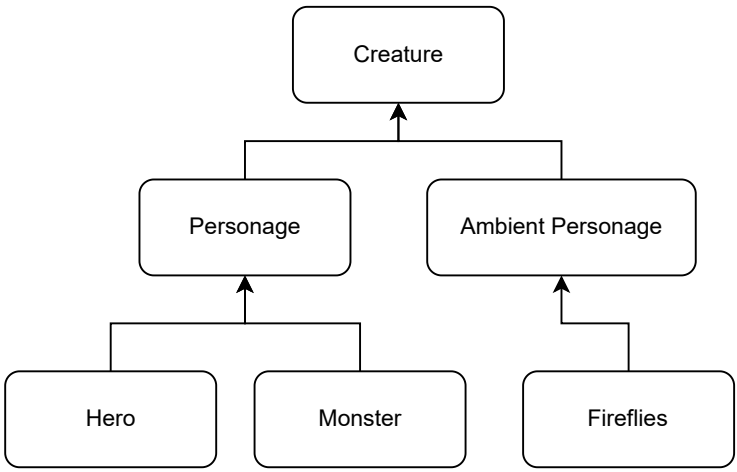 Creature
Personage
Ambient Personage
Hero
Monster
Fireflies